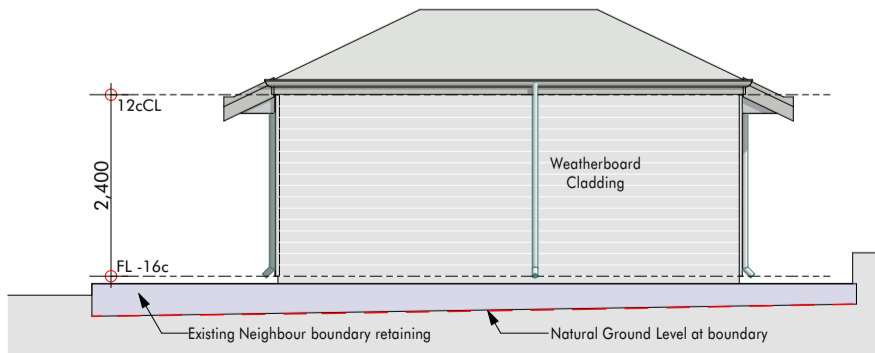 12cCL
2,400
Weatherboard
Cladding
FL -16c
Existing Neighbour boundary retaining
Natural Ground Level at boundary